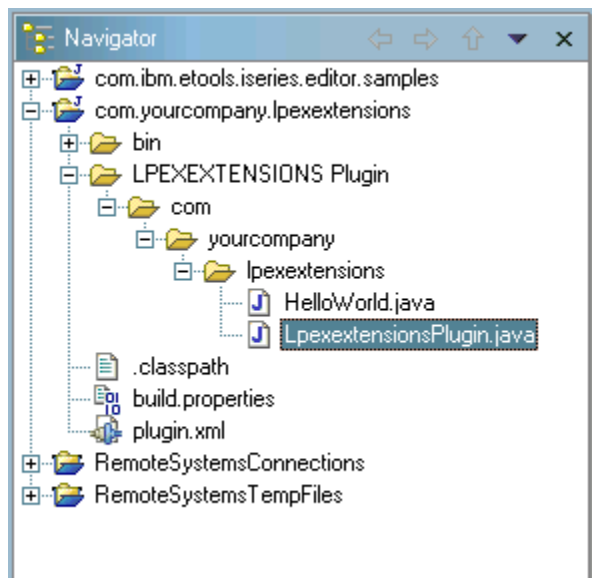 Navigator
com.ibm.etools.iseries.editor.samples
com.yourcompany.lpexextensions
bin
LPEXEXTENSIONS Plugin
com
yourcompany
lpexextensions
HelloWorld.java
LpexextensionsPlugin.java
.classpath
build.properties
plugin.xml
RemoteSystemsConnections
RemoteSystemsTempFiles